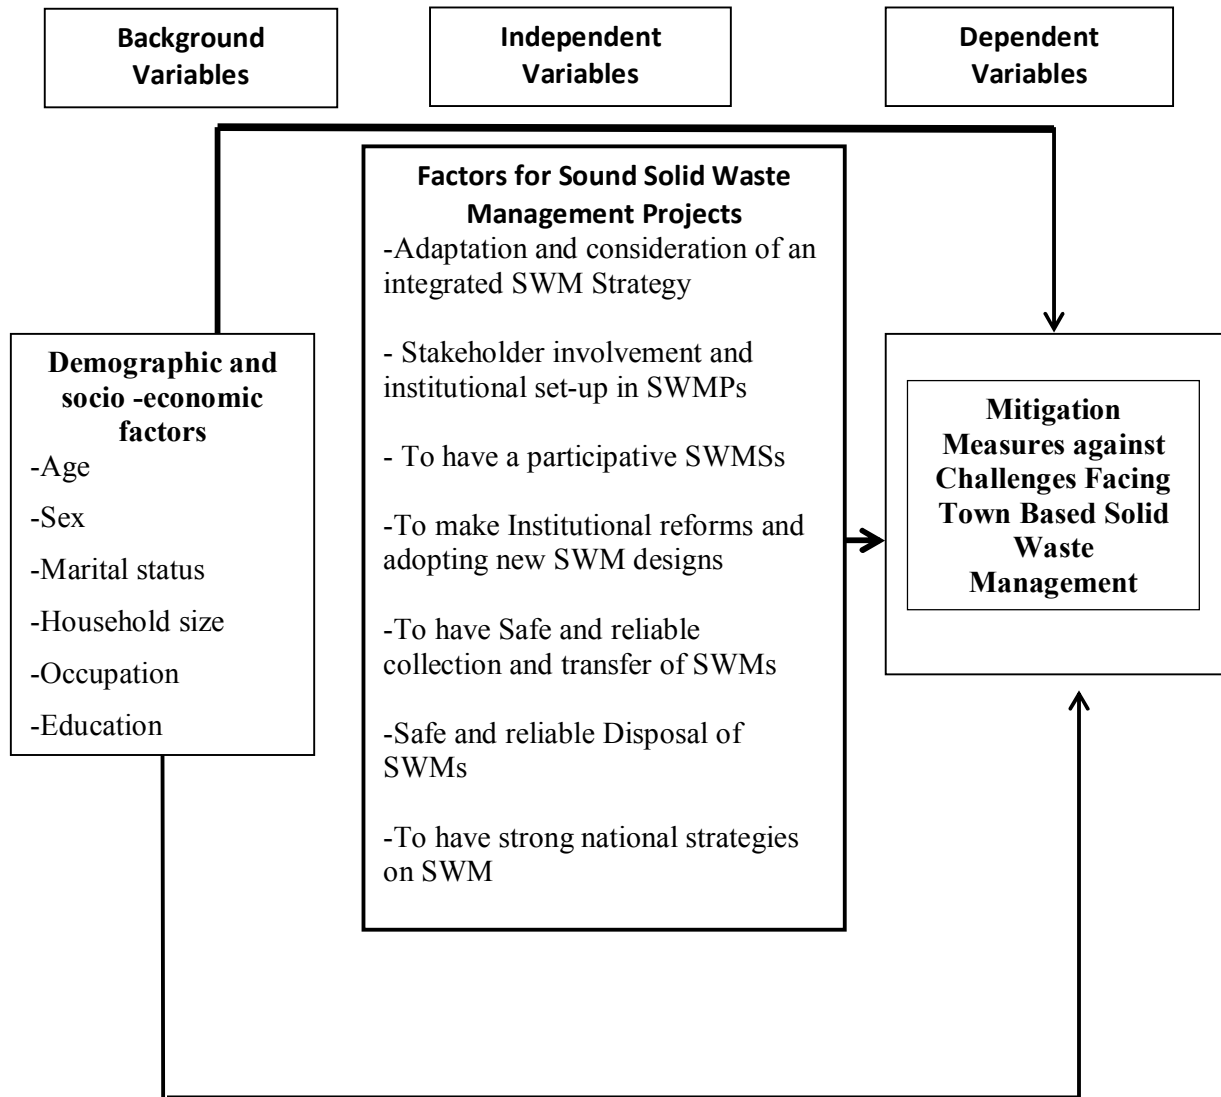 Background
Variables
Independent
Variables
Dependent
Variables
Demographic and
socio -economic
factors
-Age
-Sex
-Marital status
-Household size
-Occupation
-Education
Factors for Sound Solid Waste
Management Projects
-Adaptation and consideration of an
integrated SWM Strategy
- Stakeholder involvement and
institutional set-up in SWMPs
- To have a participative SWMSs
-To make Institutional reforms and
adopting new SWM designs
-To have Safe and reliable
collection and transfer of SWMs
-Safe and reliable Disposal of
SWMs
-To have strong national strategies
on SWM
Mitigation
Measures against
Challenges Facing
Town Based Solid
Waste
Management